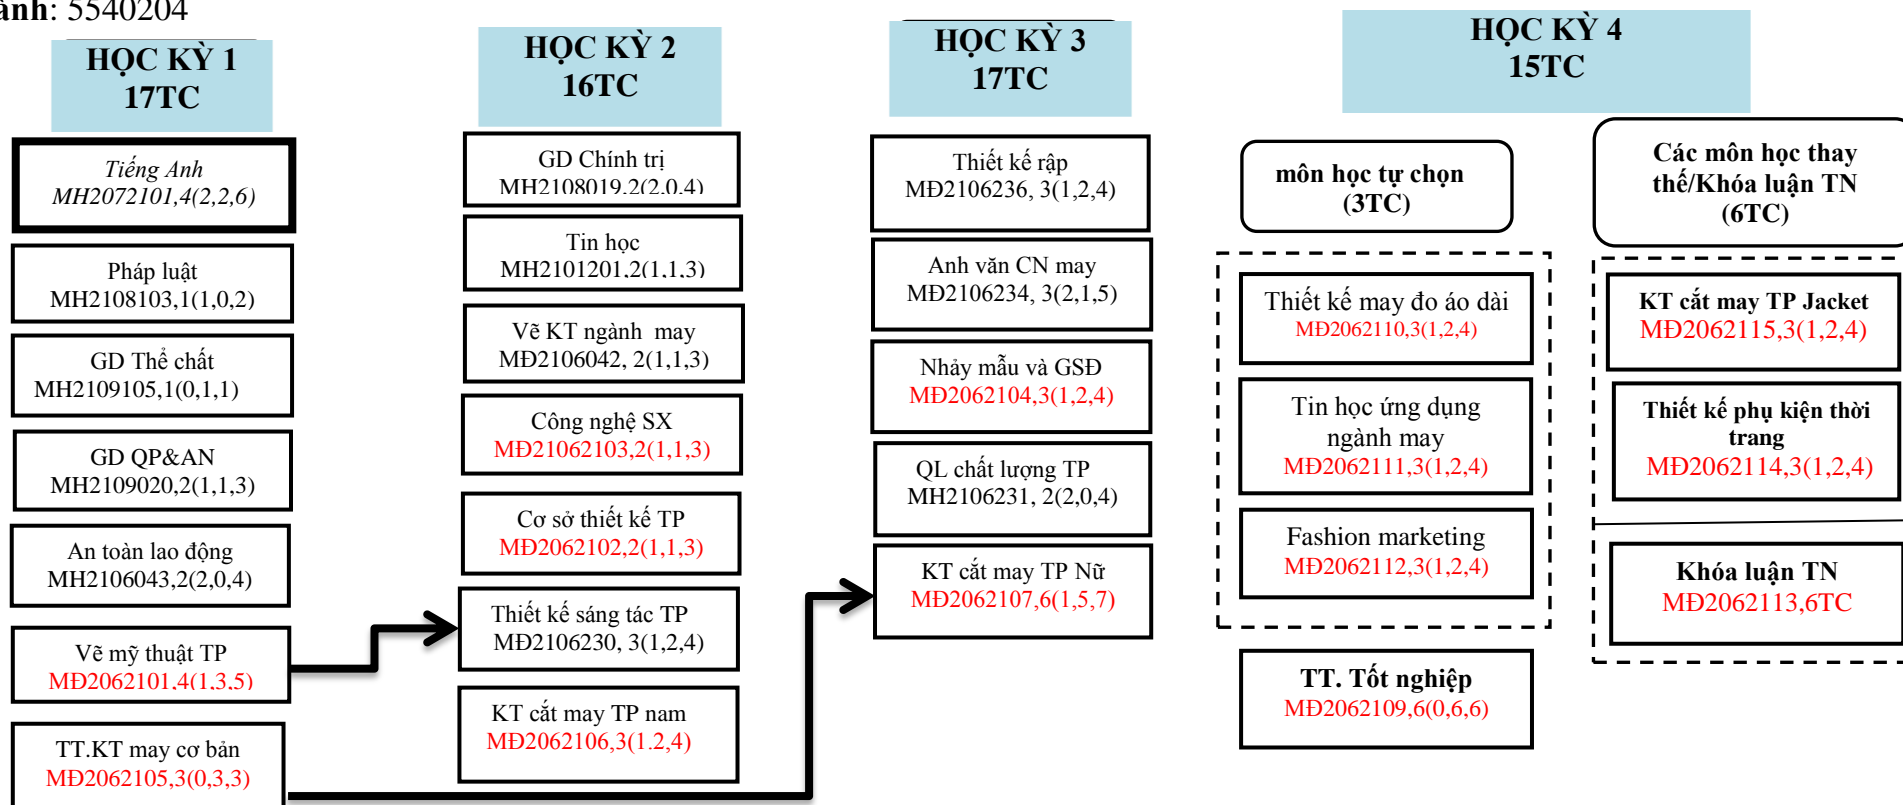 ành: 5540204
HỌC KỲ 1
17TC
Tiếng Anh
MH2072101,4(2,2,6)
Pháp luật
MH2108103,1(1,0,2)
GD Thể chất
MH2109105,1(0,1,1)
GD QP&AN
MH2109020,2(1,1,3)
An toàn lao động
MH2106043,2(2,0,4)
Vẽ mỹ thuật TP
MĐ2062101,4(1,3,5)
TT.KT may cơ bản
MĐ2062105,3(0,3,3)
HỌC KỲ 2
16TC
GD Chính trị
MH2108019,2(2,0,4)
Tin học
MH2101201,2(1,1,3)
Vẽ KT ngành may
MĐ2106042, 2(1,1,3)
Công nghệ SX
MĐ21062103,2(1,1,3)
Cơ sở thiết kế TP
MĐ2062102,2(1,1,3)
Thiết kế sáng tác TP
MĐ2106230, 3(1,2,4)
KT cắt may TP nam
MĐ2062106,3(1.2,4)
HỌC KỲ 3
17TC
Thiết kế rập
MĐ2106236, 3(1,2,4)
Anh văn CN may
MĐ2106234, 3(2,1,5)
Nhảy mẫu và GSĐ
MĐ2062104,3(1,2,4)
QL chất lượng TP
MH2106231, 2(2,0,4)
KT cắt may TP Nữ
MĐ2062107,6(1,5,7)
HỌC KỲ 4
15TC
môn học tự chọn
(3TC)
Thiết kế may đo áo dài
MĐ2062110,3(1,2,4)
Tin học ứng dụng
ngành may
MĐ2062111,3(1,2,4)
Fashion marketing
MĐ2062112,3(1,2,4)
TT. Tốt nghiệp
MĐ2062109,6(0,6,6)
Các môn học thay
thế/Khóa luận TN
(6TC)
KT cắt may TP Jacket
MĐ2062115,3(1,2,4)
Thiết kế phụ kiện thời
trang
MĐ2062114,3(1,2,4)
Khóa luận TN
MĐ2062113,6TC